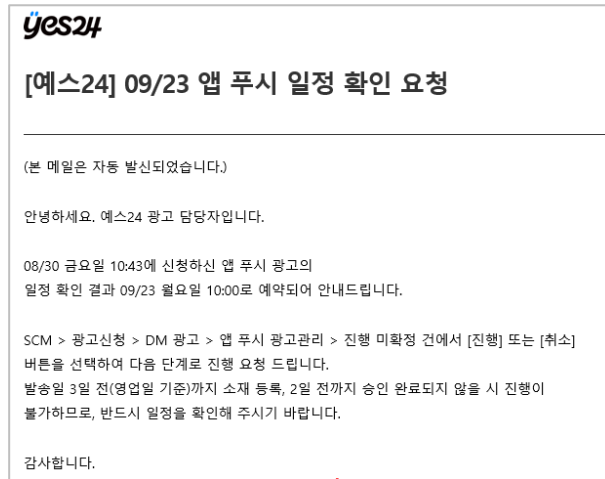 yes24
[예스24] 09/23 앱 푸시 일정 확인 요청
(본 메일은 자동 발신되었습니다.)
안녕하세요. 예스24 광고 담당자입니다.
08/30 금요일 10:43에 신청하신 앱 푸시 광고의
일정 확인 결과 09/23 월요일 10:00로 예약되어 안내드립니다.
SCM > 광고신청 > DM 광고 > 앱 푸시 광고관리 > 진행 미확정 건에서 [진행] 또는 [취소]
버튼을 선택하여 다음 단계로 진행 요청 드립니다.
발송일 3일 전(영업일 기준)까지 소재 등록, 2일 전까지 승인 완료되지 않을 시 진행이
불가하므로, 반드시 일정을 확인해 주시기 바랍니다.
감사합니다.